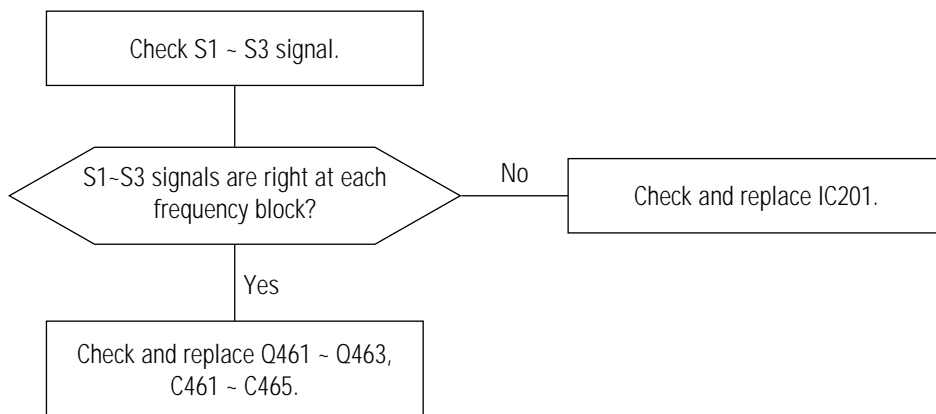 Check S1 ~ S3 signal.
S1~S3 signals are right at each
frequency block?
No
Check and replace IC201.
Yes
Check and replace Q461 ~ Q463,
C461 ~ C465.